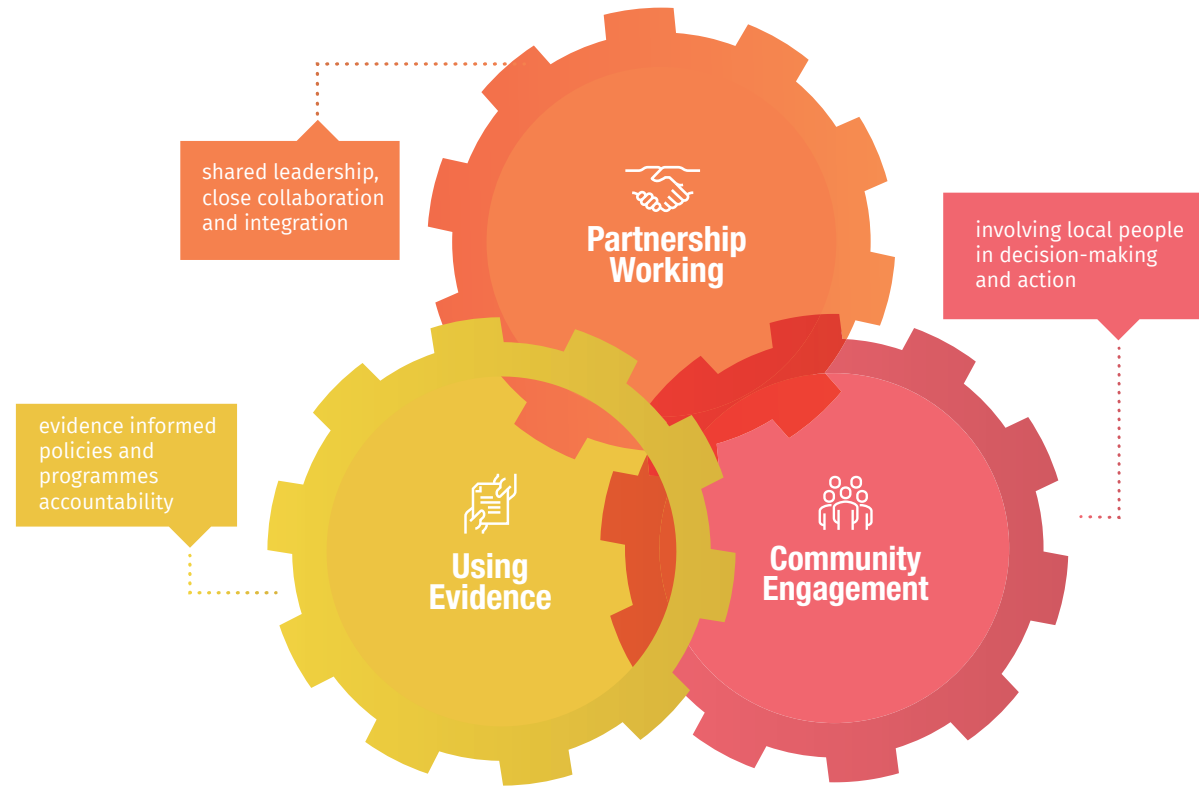 shared leadership,
close collaboration
and integration
Partnership
Working
involving local people
in decision-making
and action
evidence informed
policies and
programmes
accountability
Using
Evidence
Community
Engagement